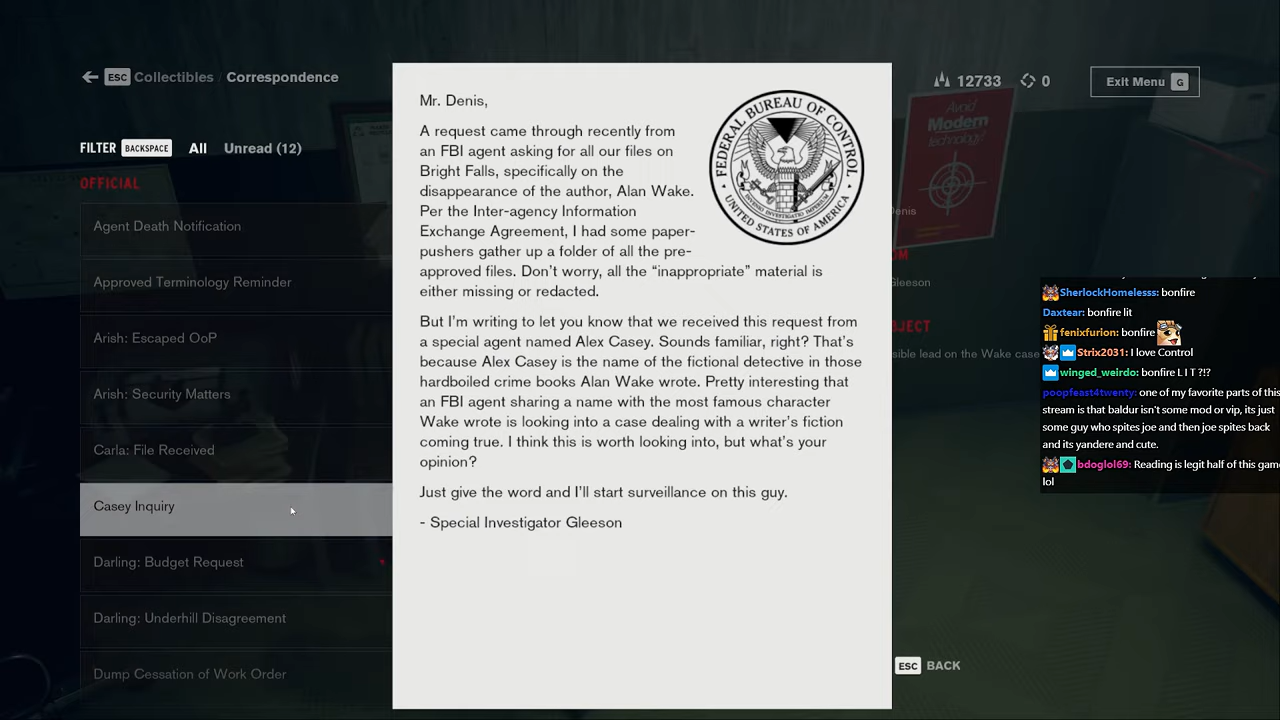 ESC Collectibles / Correspondence
12733
0
Exit Menu G
FILTER BACKSPACE All Unread (12)
OFFICIAL
Agent Death Notification
Approved Terminology Reminder
Arish: Escaped OoP
Arish: Security Matters
Carla: File Received
Casey Inquiry
Darling: Budget Request
Darling: Underhill Disagreement
Dump Cessation of Work Order
Mr. Denis,
A request came through recently from
an FBI agent asking for all our files on
Bright Falls, specifically on the
disappearance of the author, Alan Wake.
Per the Inter-agency Information
Exchange Agreement, I had some paper-
pushers gather up a folder of all the pre-
approved files. Don't worry, all the “inappropriate” material is
either missing or redacted.
But I'm writing to let you know that we received this request from
a special agent named Alex Casey. Sounds familiar, right? That's
because Alex Casey is the name of the fictional detective in those
hardboiled crime books Alan Wake wrote. Pretty interesting that
an FBI agent sharing a name with the most famous character
Wake wrote is looking into a case dealing with a writer's fiction
coming true. I think this is worth looking into, but what's your
opinion?
Just give the word and I'll start surveillance on this guy.
- Special Investigator Gleeson
FEDERAL BUREAU OF CONTROL
UNITED STATES OF AMERICA
Avoid
Modern
technology!
Denis
OM
Gleeson
BJECT
sible lead on the Wake case
ESC BACK
SherlockHomelesss: bonfire
Daxtear: bonfire lit
fenixfurion: bonfire
Strix2031: I love Control
winged_weirdo: bonfire L I T ?!?
poopfeast4twenty: one of my favorite parts of this
stream is that baldur isn't some mod or vip, its just
some guy who spites joe and then joe spites back
and its yandere and cute.
bdoglol69: Reading is legit half of this game
lol